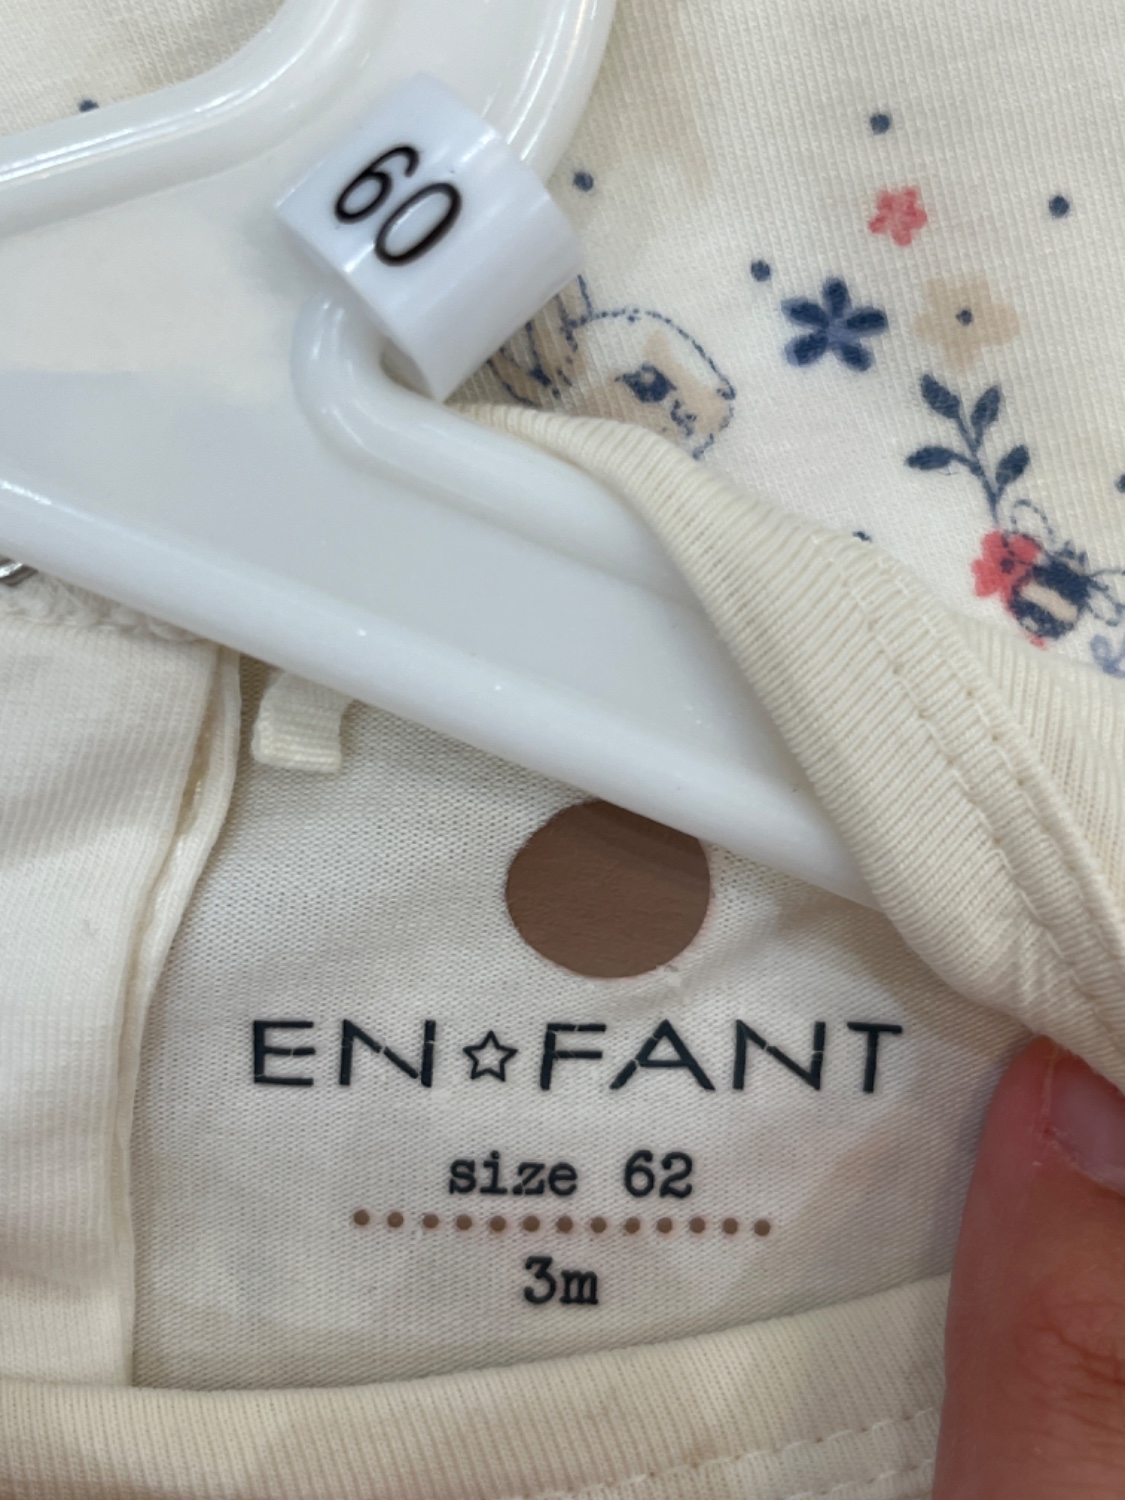 60
EN☆FANT
size 62
3m